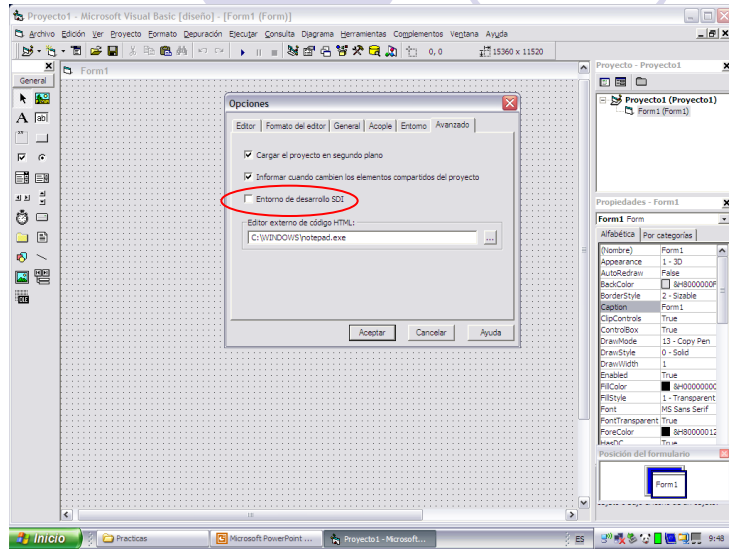 Proyecto1 - Microsoft Visual Basic [diseño] - [Form1 (Form)]
Archivo Edición Ver Proyecto Formato Depuración Ejecutar Consulta Diagrama Herramientas Complementos Ventana Ayuda
0, 0
15360 x 11520
General
A
ab
OLE
Form1
Opciones
Editor
Formato del editor
General
Acople
Entorno
Avanzado
Cargar el proyecto en segundo plano
Informar cuando cambien los elementos compartidos del proyecto
Entorno de desarrollo SDI
Editor externo de código HTML:
C:\WINDOWS\notepad.exe
...
Aceptar
Cancelar
Ayuda
Proyecto - Proyecto1
Proyecto1 (Proyecto1)
Form1 (Form1)
Propiedades - Form1
Form1 Form
Alfabética
Por categorías
(Nombre) Form1
Appearance 1 - 3D
AutoRedraw False
BackColor &H8000000F
BorderStyle 2 - Sizable
Caption Form1
ClipControls True
ControlBox True
DrawMode 13 - Copy Pen
DrawStyle 0 - Solid
DrawWidth 1
Enabled True
FillColor &H00000000
FillStyle 1 - Transparent
Font MS Sans Serif
FontTransparent True
ForeColor &H80000012
HasDC True
Posición del formulario
Form1
Inicio
Practicas
Microsoft PowerPoint ...
Proyecto1 - Microsoft...
ES
9:48